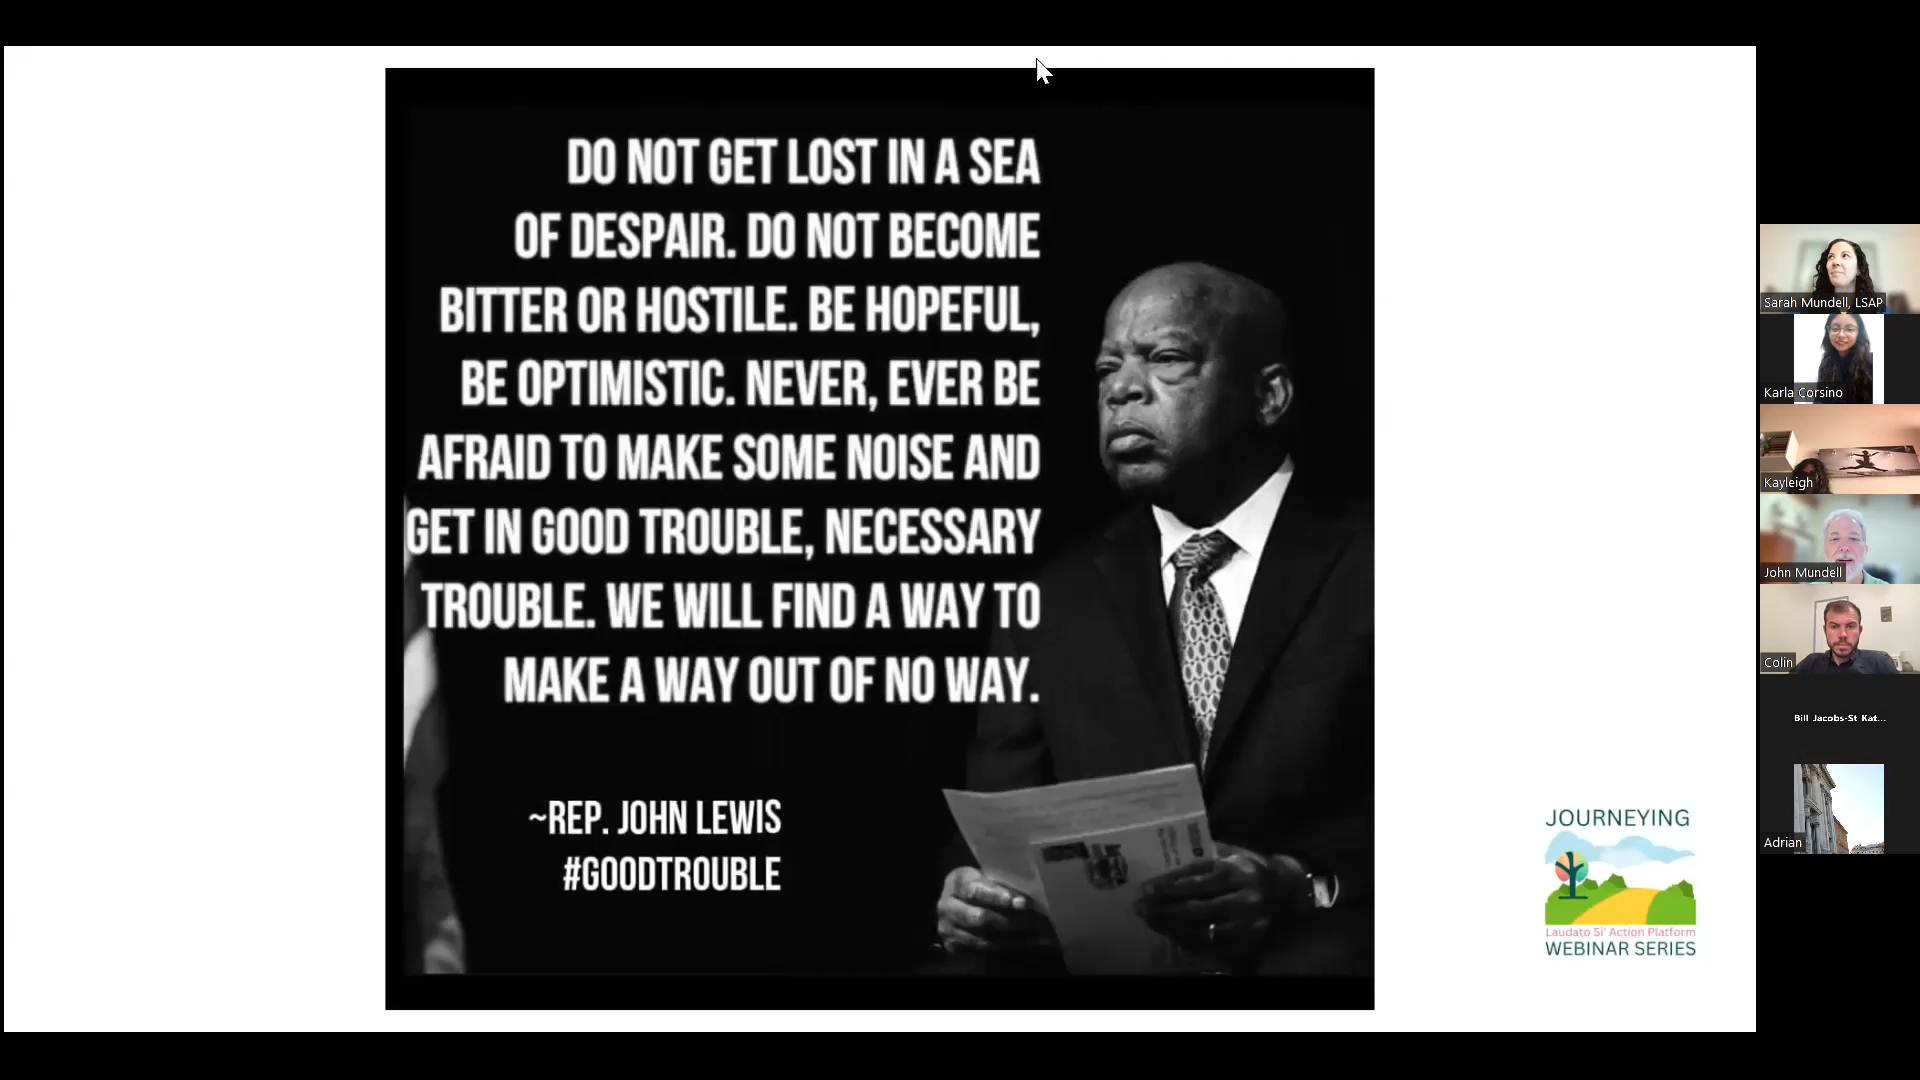 DO NOT GET LOST IN A SEA
OF DESPAIR. DO NOT BECOME
BITTER OR HOSTILE. BE HOPEFUL,
BE OPTIMISTIC. NEVER, EVER BE
AFRAID TO MAKE SOME NOISE AND
GET IN GOOD TROUBLE, NECESSARY
TROUBLE. WE WILL FIND A WAY TO
MAKE A WAY OUT OF NO WAY.
~REP. JOHN LEWIS
#GOODTROUBLE
JOURNEYING
Laudato Si' Action Platform
WEBINAR SERIES
Sarah Mundell, LSAP
Karla Corsino
Kayleigh
John Mundell
Colin
Bill Jacobs-St Kat...
Adrian